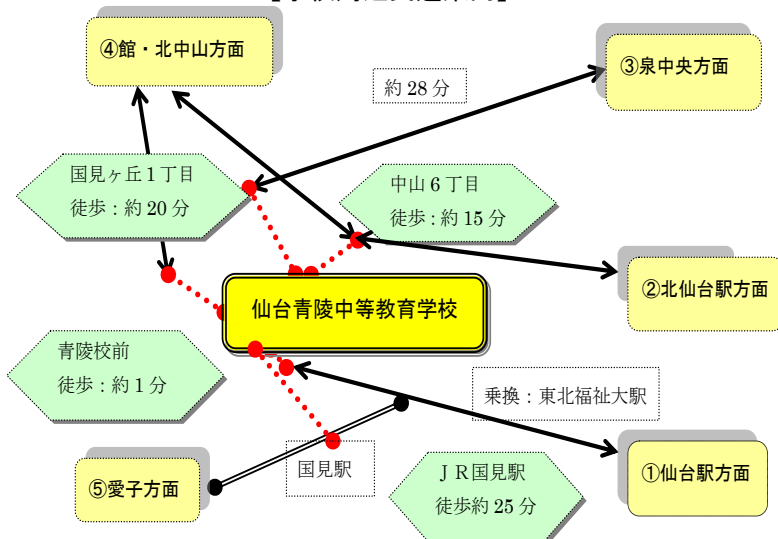 ④館・北中山方面
③泉中央方面
約 28 分
国見ヶ丘 1 丁目
徒歩：約 20 分
中山 6 丁目
徒歩：約 15 分
②北仙台駅方面
仙台青陵中等教育学校
青陵校前
徒歩：約 1 分
乗換：東北福祉大駅
国見駅
⑤愛子方面
ＪＲ国見駅
徒歩約 25 分
①仙台駅方面